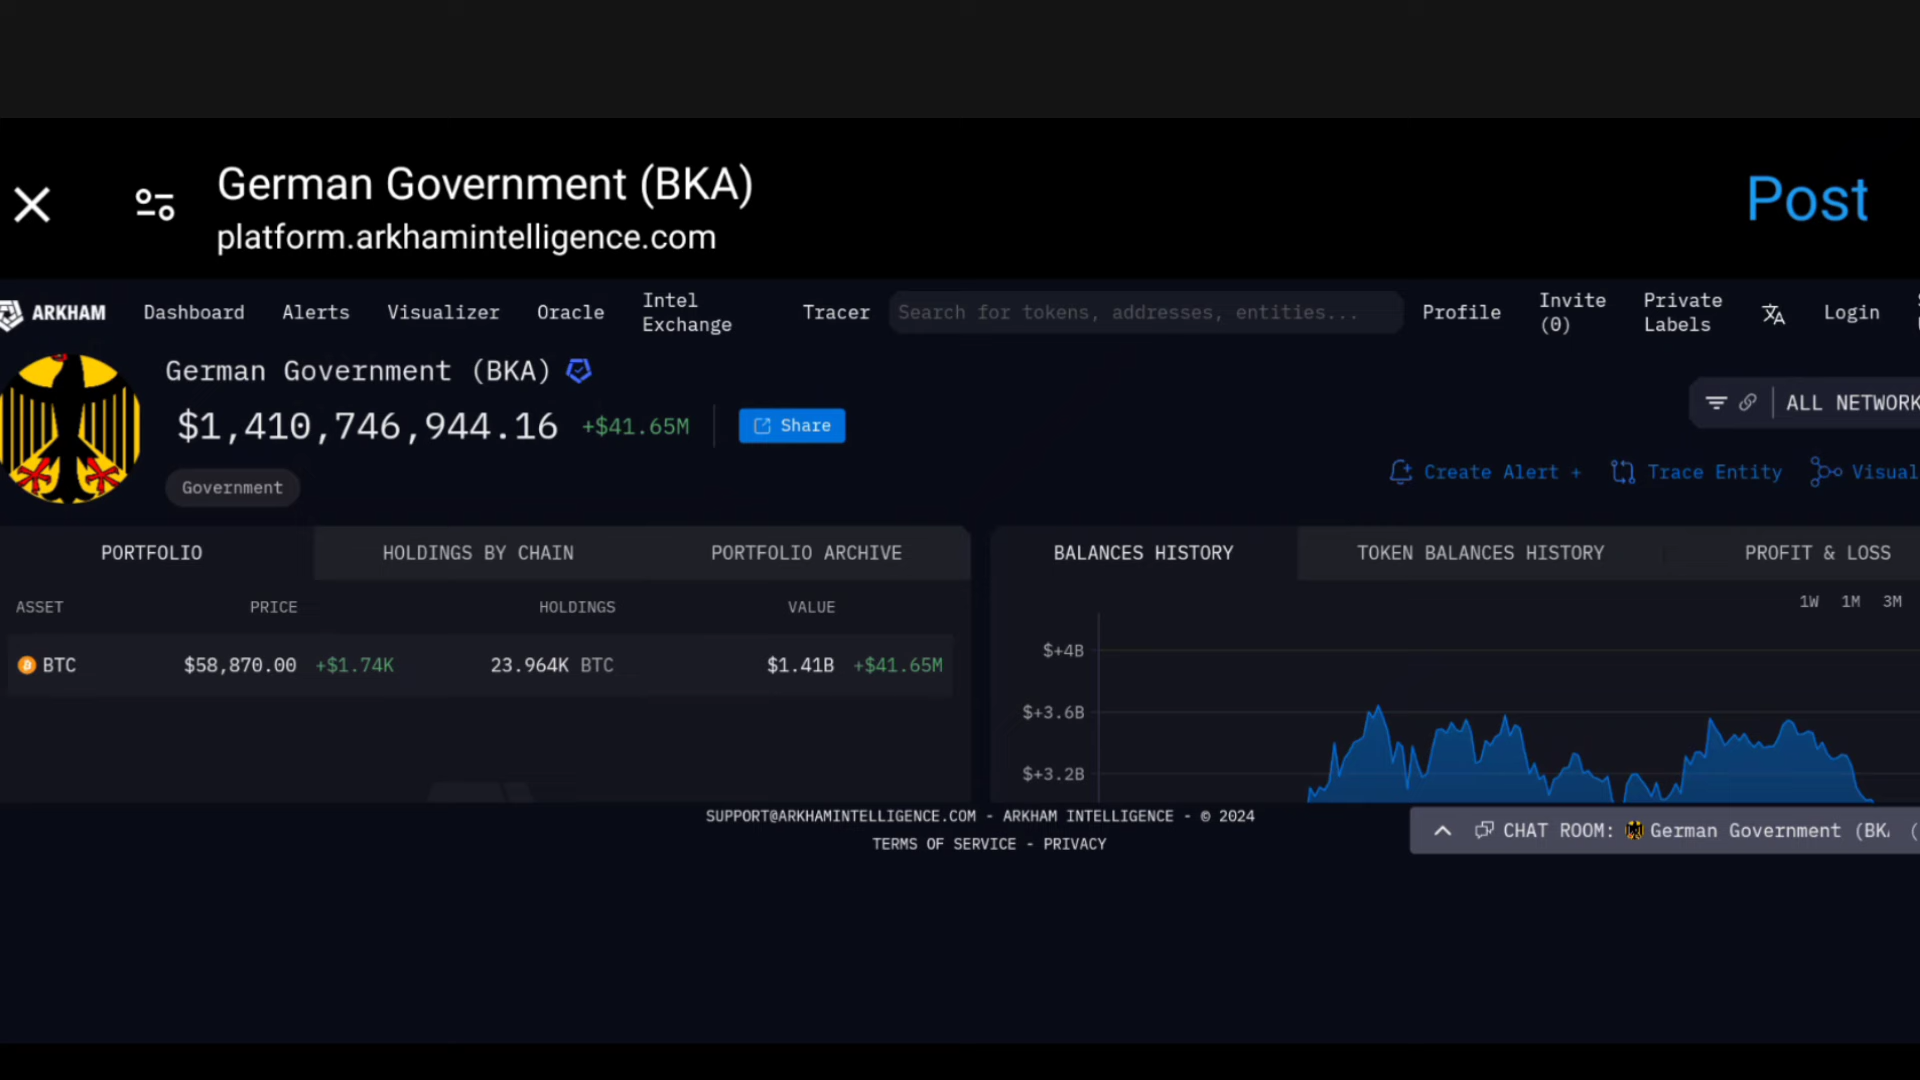 German Government (BKA)
platform.arkhamintelligence.com
Post
ARKHAM
Dashboard
Alerts
Visualizer
Oracle
Intel
Exchange
Tracer
Search for tokens, addresses, entities...
Profile
Invite
(0)
Private
Labels
Login
German Government (BKA)
$1,410,746,944.16 +$41.65M
Share
Government
ALL NETWORK
Create Alert +
Trace Entity
Visual
PORTFOLIO
HOLDINGS BY CHAIN
PORTFOLIO ARCHIVE
ASSET PRICE HOLDINGS VALUE
BTC $58,870.00 +$1.74K 23.964K BTC $1.41B +$41.65M
BALANCES HISTORY
TOKEN BALANCES HISTORY
PROFIT & LOSS
1W 1M 3M
$+4B
$+3.6B
$+3.2B
SUPPORT@ARKHAMINTELLIGENCE.COM - ARKHAM INTELLIGENCE - © 2024
TERMS OF SERVICE - PRIVACY
CHAT ROOM: German Government (BK